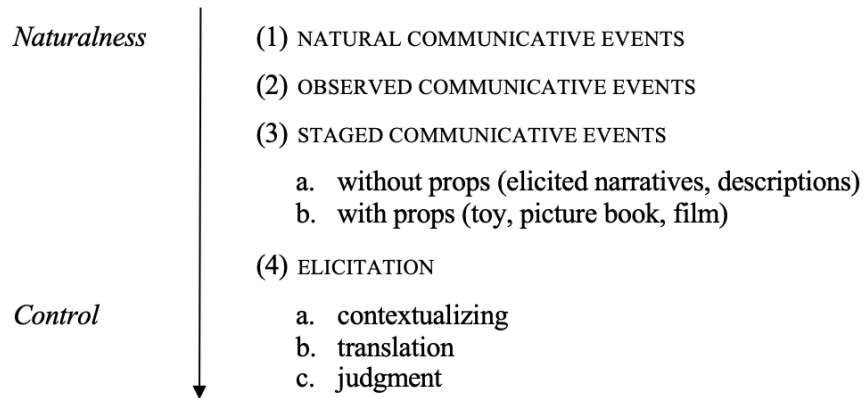 Naturalness (1) NATURAL COMMUNICATIVE EVENTS
(2) OBSERVED COMMUNICATIVE EVENTS
(3) STAGED COMMUNICATIVE EVENTS
a. without props (elicited narratives, descriptions)
b. with props (toy, picture book, film)
(4) ELICITATION
Control a. contextualizing
b. translation
c. judgment